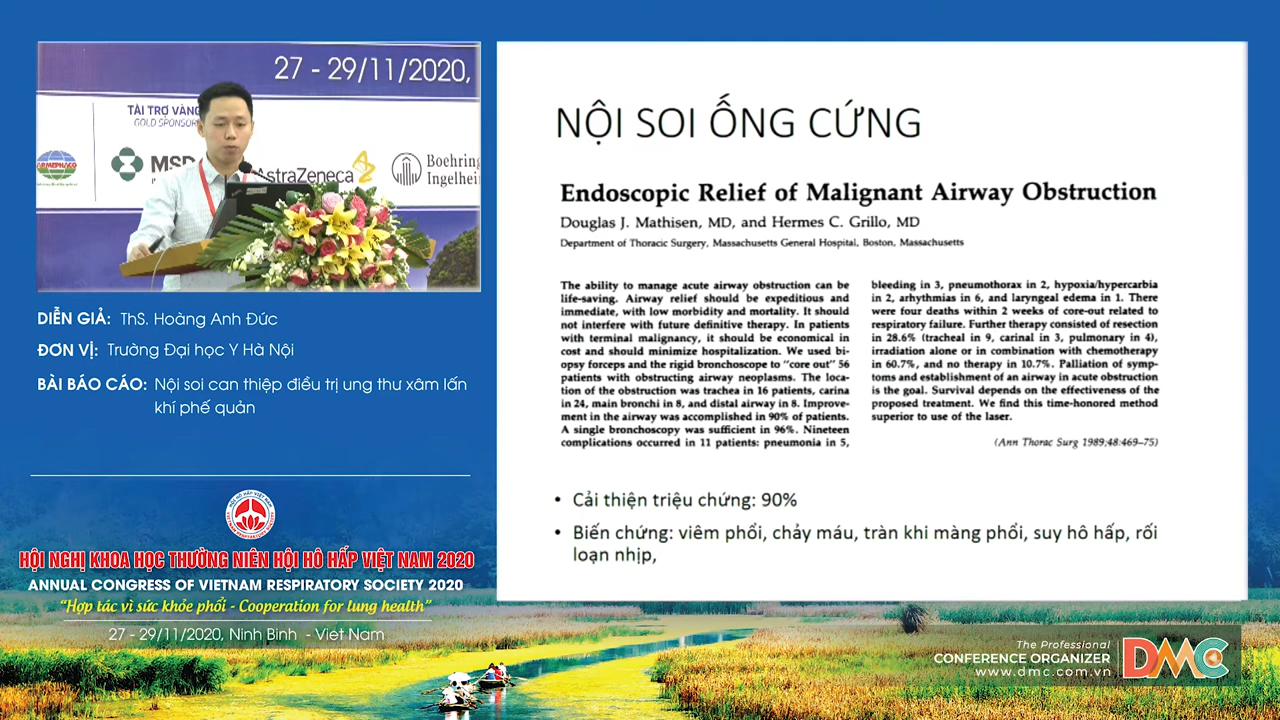 27 - 29/11/2020,
TÀI TRỢ VÀNG
GOLD SPONSOR
ARMEPHACO
MSD
AstraZeneca
Boehring
Ingelhei
DIỄN GIẢ: ThS. Hoàng Anh Đức
ĐƠN VỊ: Trường Đại học Y Hà Nội
BÀI BÁO CÁO: Nội soi can thiệp điều trị ung thư xâm lấn
khí phế quản
HỘI NGHỊ KHOA HỌC THƯỜNG NIÊN HỘI HÔ HẤP VIỆT NAM 2020
ANNUAL CONGRESS OF VIETNAM RESPIRATORY SOCIETY 2020
“Hợp tác vì sức khỏe phổi - Cooperation for lung health”
27 - 29/11/2020, Ninh Bình - Viet Nam
NỘI SOI ỐNG CỨNG
Endoscopic Relief of Malignant Airway Obstruction
Douglas J. Mathisen, MD, and Hermes C. Grillo, MD
Department of Thoracic Surgery, Massachusetts General Hospital, Boston, Massachusetts
The ability to manage acute airway obstruction can be
life-saving. Airway relief should be expeditious and
immediate, with low morbidity and mortality. It should
not interfere with future definitive therapy. In patients
with terminal malignancy, it should be economical in
cost and should minimize hospitalization. We used bi-
opsy forceps and the rigid bronchoscope to “core out” 56
patients with obstructing airway neoplasms. The loca-
tion of the obstruction was trachea in 16 patients, carina
in 24, main bronchi in 8, and distal airway in 8. Improve-
ment in the airway was accomplished in 90% of patients.
A single bronchoscopy was sufficient in 96%. Nineteen
complications occurred in 11 patients: pneumonia in 5,
bleeding in 3, pneumothorax in 2, hypoxia/hypercarbia
in 2, arhythmias in 6, and laryngeal edema in 1. There
were four deaths within 2 weeks of core-out related to
respiratory failure. Further therapy consisted of resection
in 28.6% (tracheal in 9, carinal in 3, pulmonary in 4),
irradiation alone or in combination with chemotherapy
in 60.7%, and no therapy in 10.7%. Palliation of symp-
toms and establishment of an airway in acute obstruction
is the goal. Survival depends on the effectiveness of the
proposed treatment. We find this time-honored method
superior to use of the laser.
(Ann Thorac Surg 1989;48:469–75)
• Cải thiện triệu chứng: 90%
• Biến chứng: viêm phổi, chảy máu, tràn khi màng phổi, suy hô hấp, rối
loạn nhịp,
The Professional
CONFERENCE ORGANIZER
www.dmc.com.vn
DMC